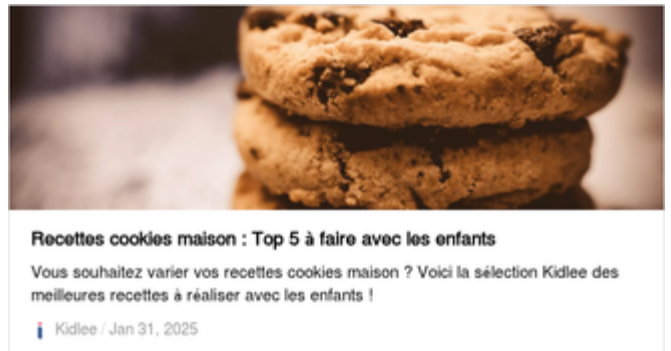 Recettes cookies maison : Top 5 à faire avec les enfants
Vous souhaitez varier vos recettes cookies maison ? Voici la sélection Kidlee des
meilleures recettes à réaliser avec les enfants !
Kidlee / Jan 31, 2025